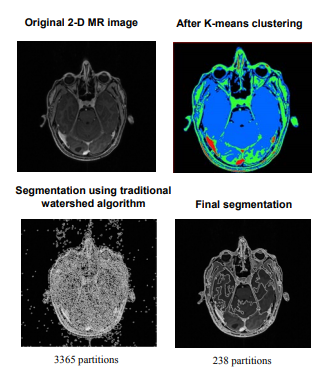 Original 2-D MR image
After K-means clustering
Segmentation using traditional
watershed algorithm
Final segmentation
3365 partitions
238 partitions